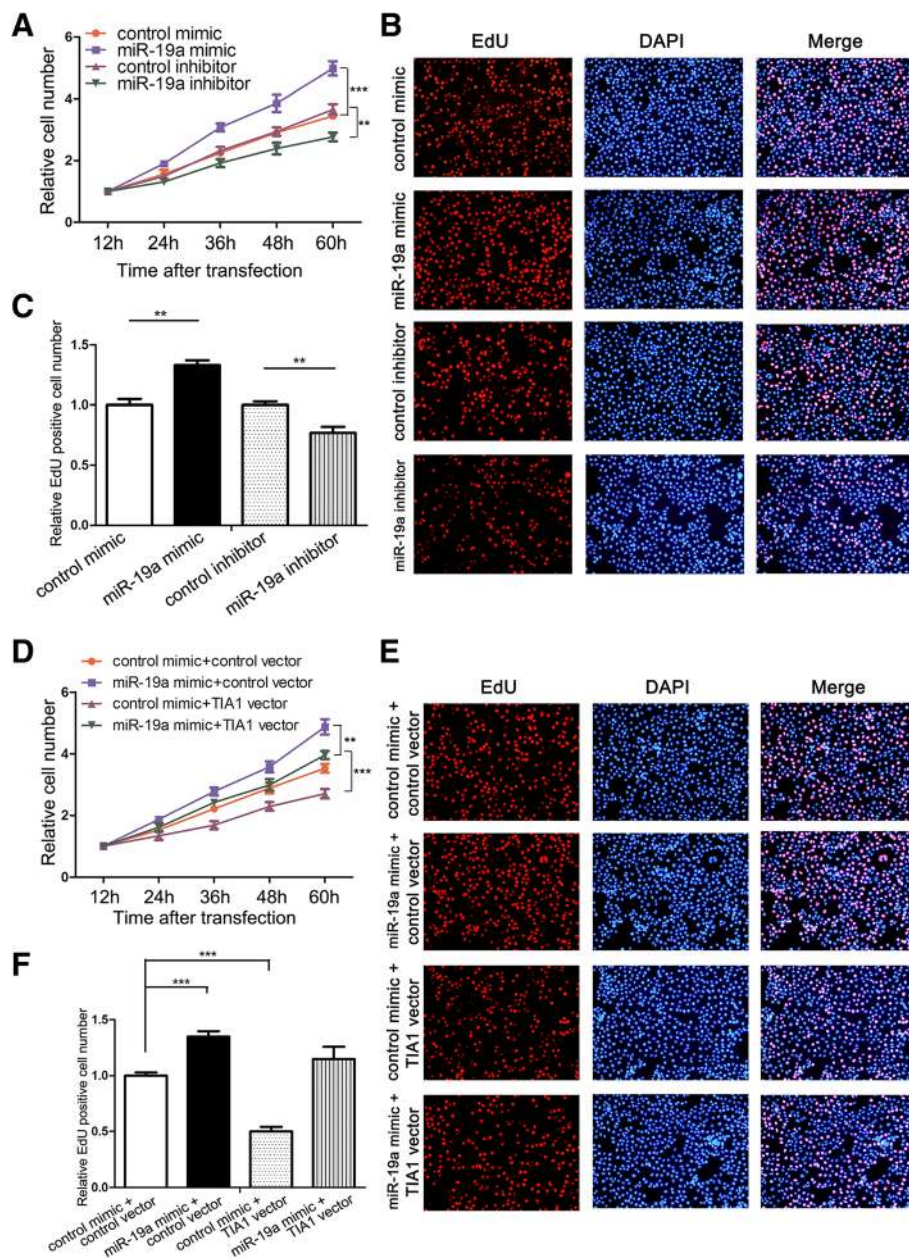 A
control mimic
miR-19a mimic
control inhibitor
miR-19a inhibitor
Relative cell number
6
4
2
0
12h 24h 36h 48h 60h
Time after transfection
***
**
B
EdU DAPI Merge
control mimic
miR-19a mimic
control inhibitor
miR-19a inhibitor
C
Relative EdU positive cell number
1.5
1.0
0.5
0.0
**
**
control mimic
miR-19a mimic
control inhibitor
miR-19a inhibitor
D
control mimic+control vector
miR-19a mimic+control vector
control mimic+TIA1 vector
miR-19a mimic+TIA1 vector
Relative cell number
6
4
2
0
12h 24h 36h 48h 60h
Time after transfection
**
***
E
EdU DAPI Merge
control mimic +
control vector
miR-19a mimic +
control vector
control mimic +
TIA1 vector
miR-19a mimic +
TIA1 vector
F
Relative EdU positive cell number
1.5
1.0
0.5
0.0
***
***
control mimic +
control vector
miR-19a mimic +
control vector
control mimic +
TIA1 vector
miR-19a mimic +
TIA1 vector